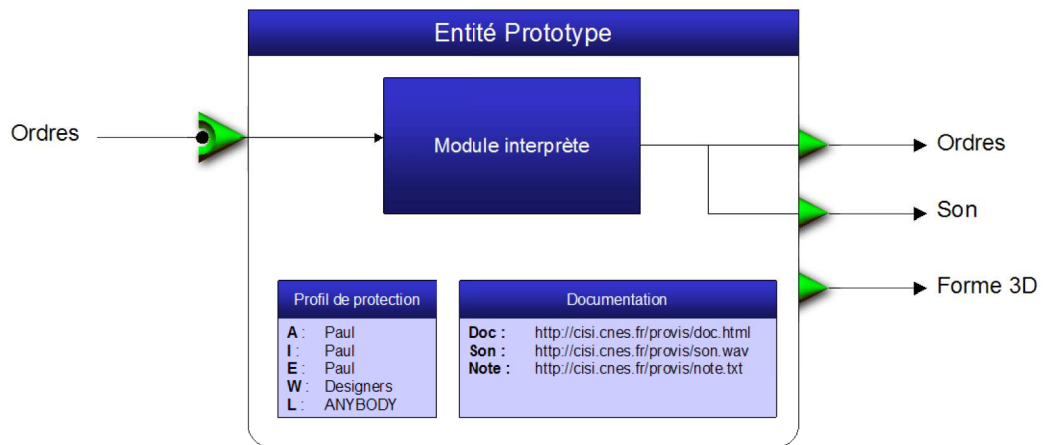 Entité Prototype
Ordres
Module interprète
Ordres
Son
Forme 3D
Profil de protection
A : Paul
I : Paul
E : Paul
W : Designers
L : ANYBODY
Documentation
Doc : http://cisi.cnes.fr/provis/doc.html
Son : http://cisi.cnes.fr/provis/son.wav
Note : http://cisi.cnes.fr/provis/note.txt